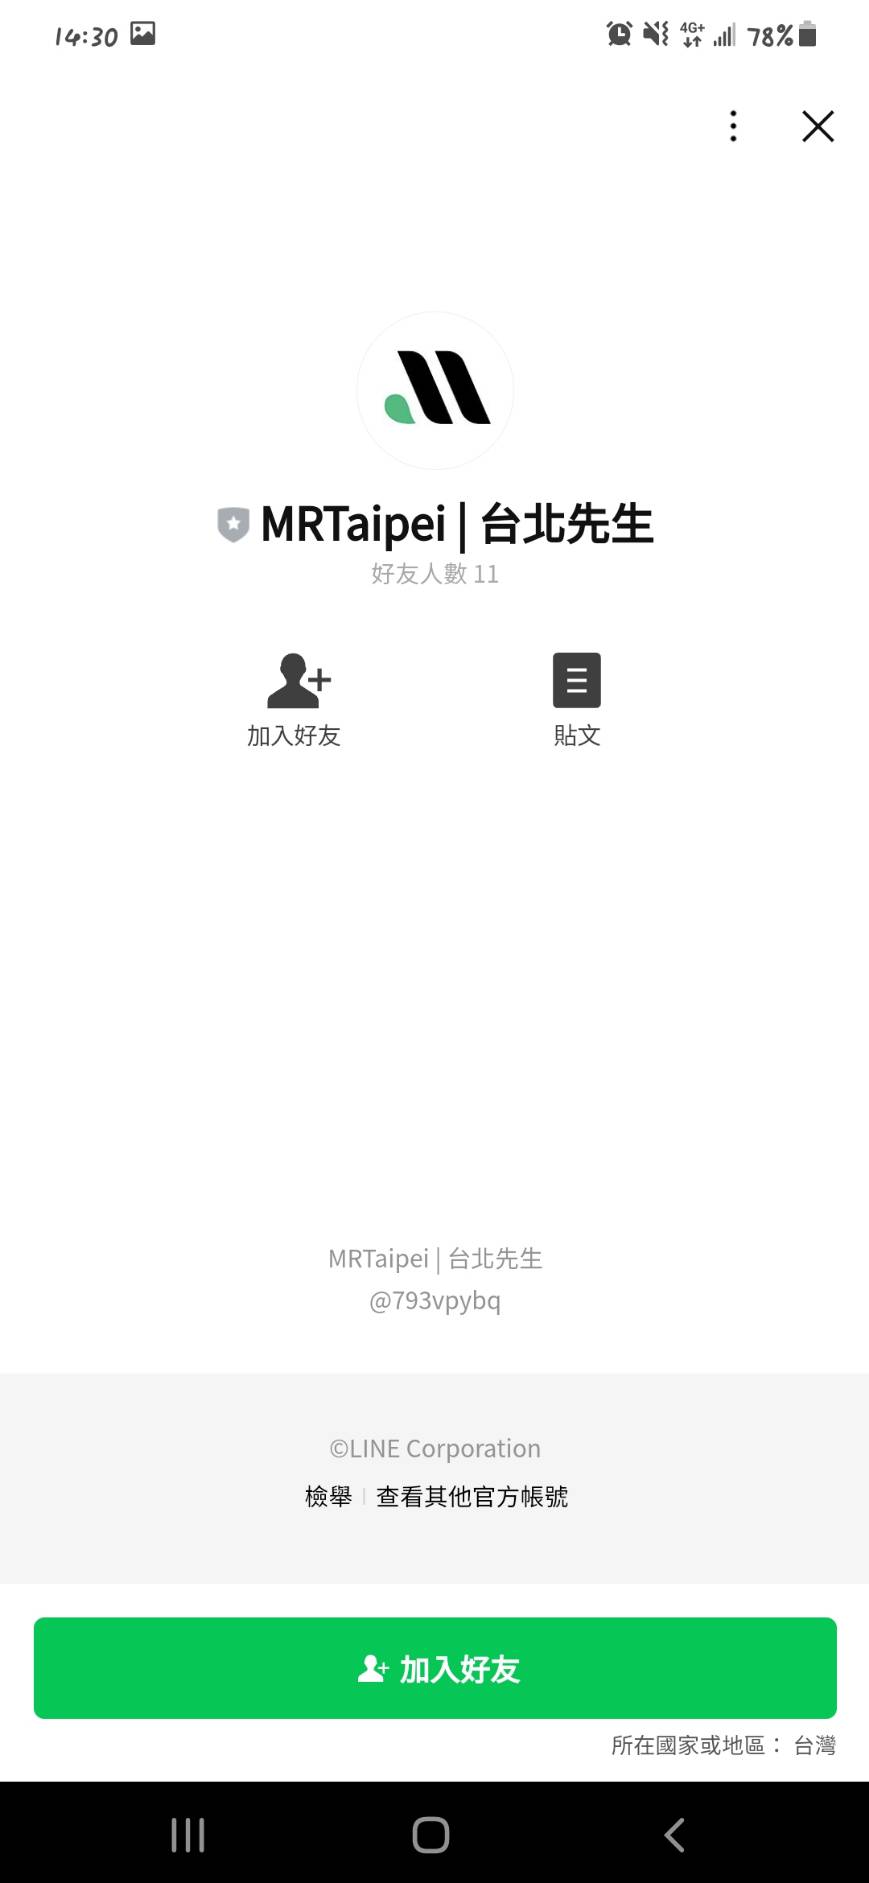 14:30 4G+ 78%
MRTaipei | 台北先生
好友人數 11
加入好友 貼文
MRTaipei | 台北先生
@793vpybq
©LINE Corporation
檢舉 | 查看其他官方帳號
加入好友
所在國家或地區： 台灣